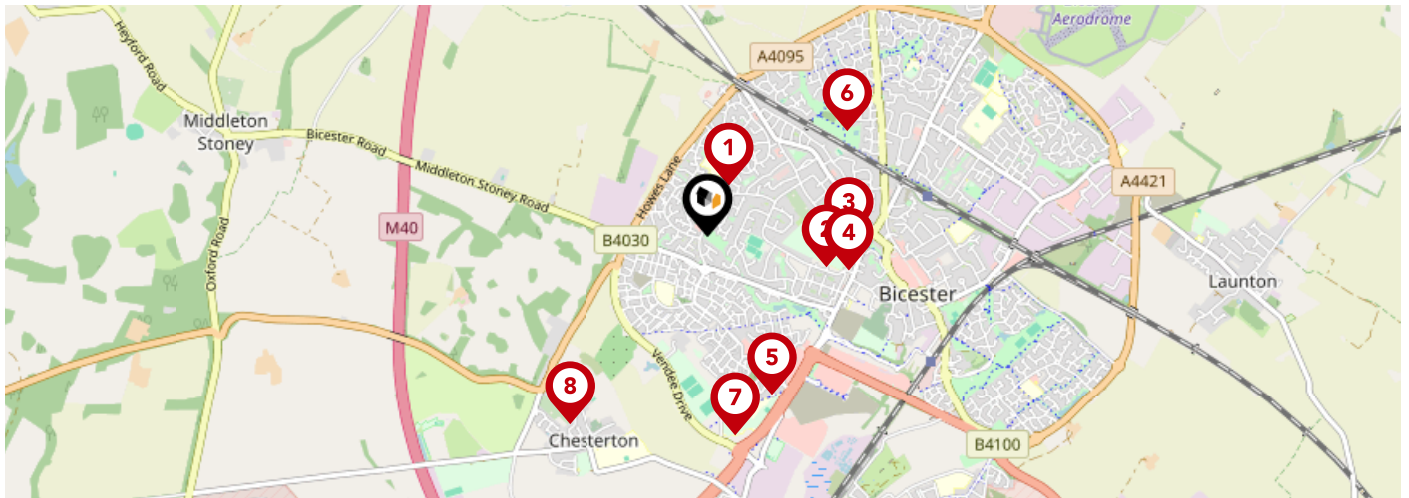 Aerodrome
Heyford Road
A4095
6
Middleton
Stoney
Bicester Road
1
Middleton Stoney Road
Howes Lane
A4421
3
M40
B4030
2
4
Oxford Road
Launton
Bicester
Vendee Drive
5
8
7
Chesterton
B4100